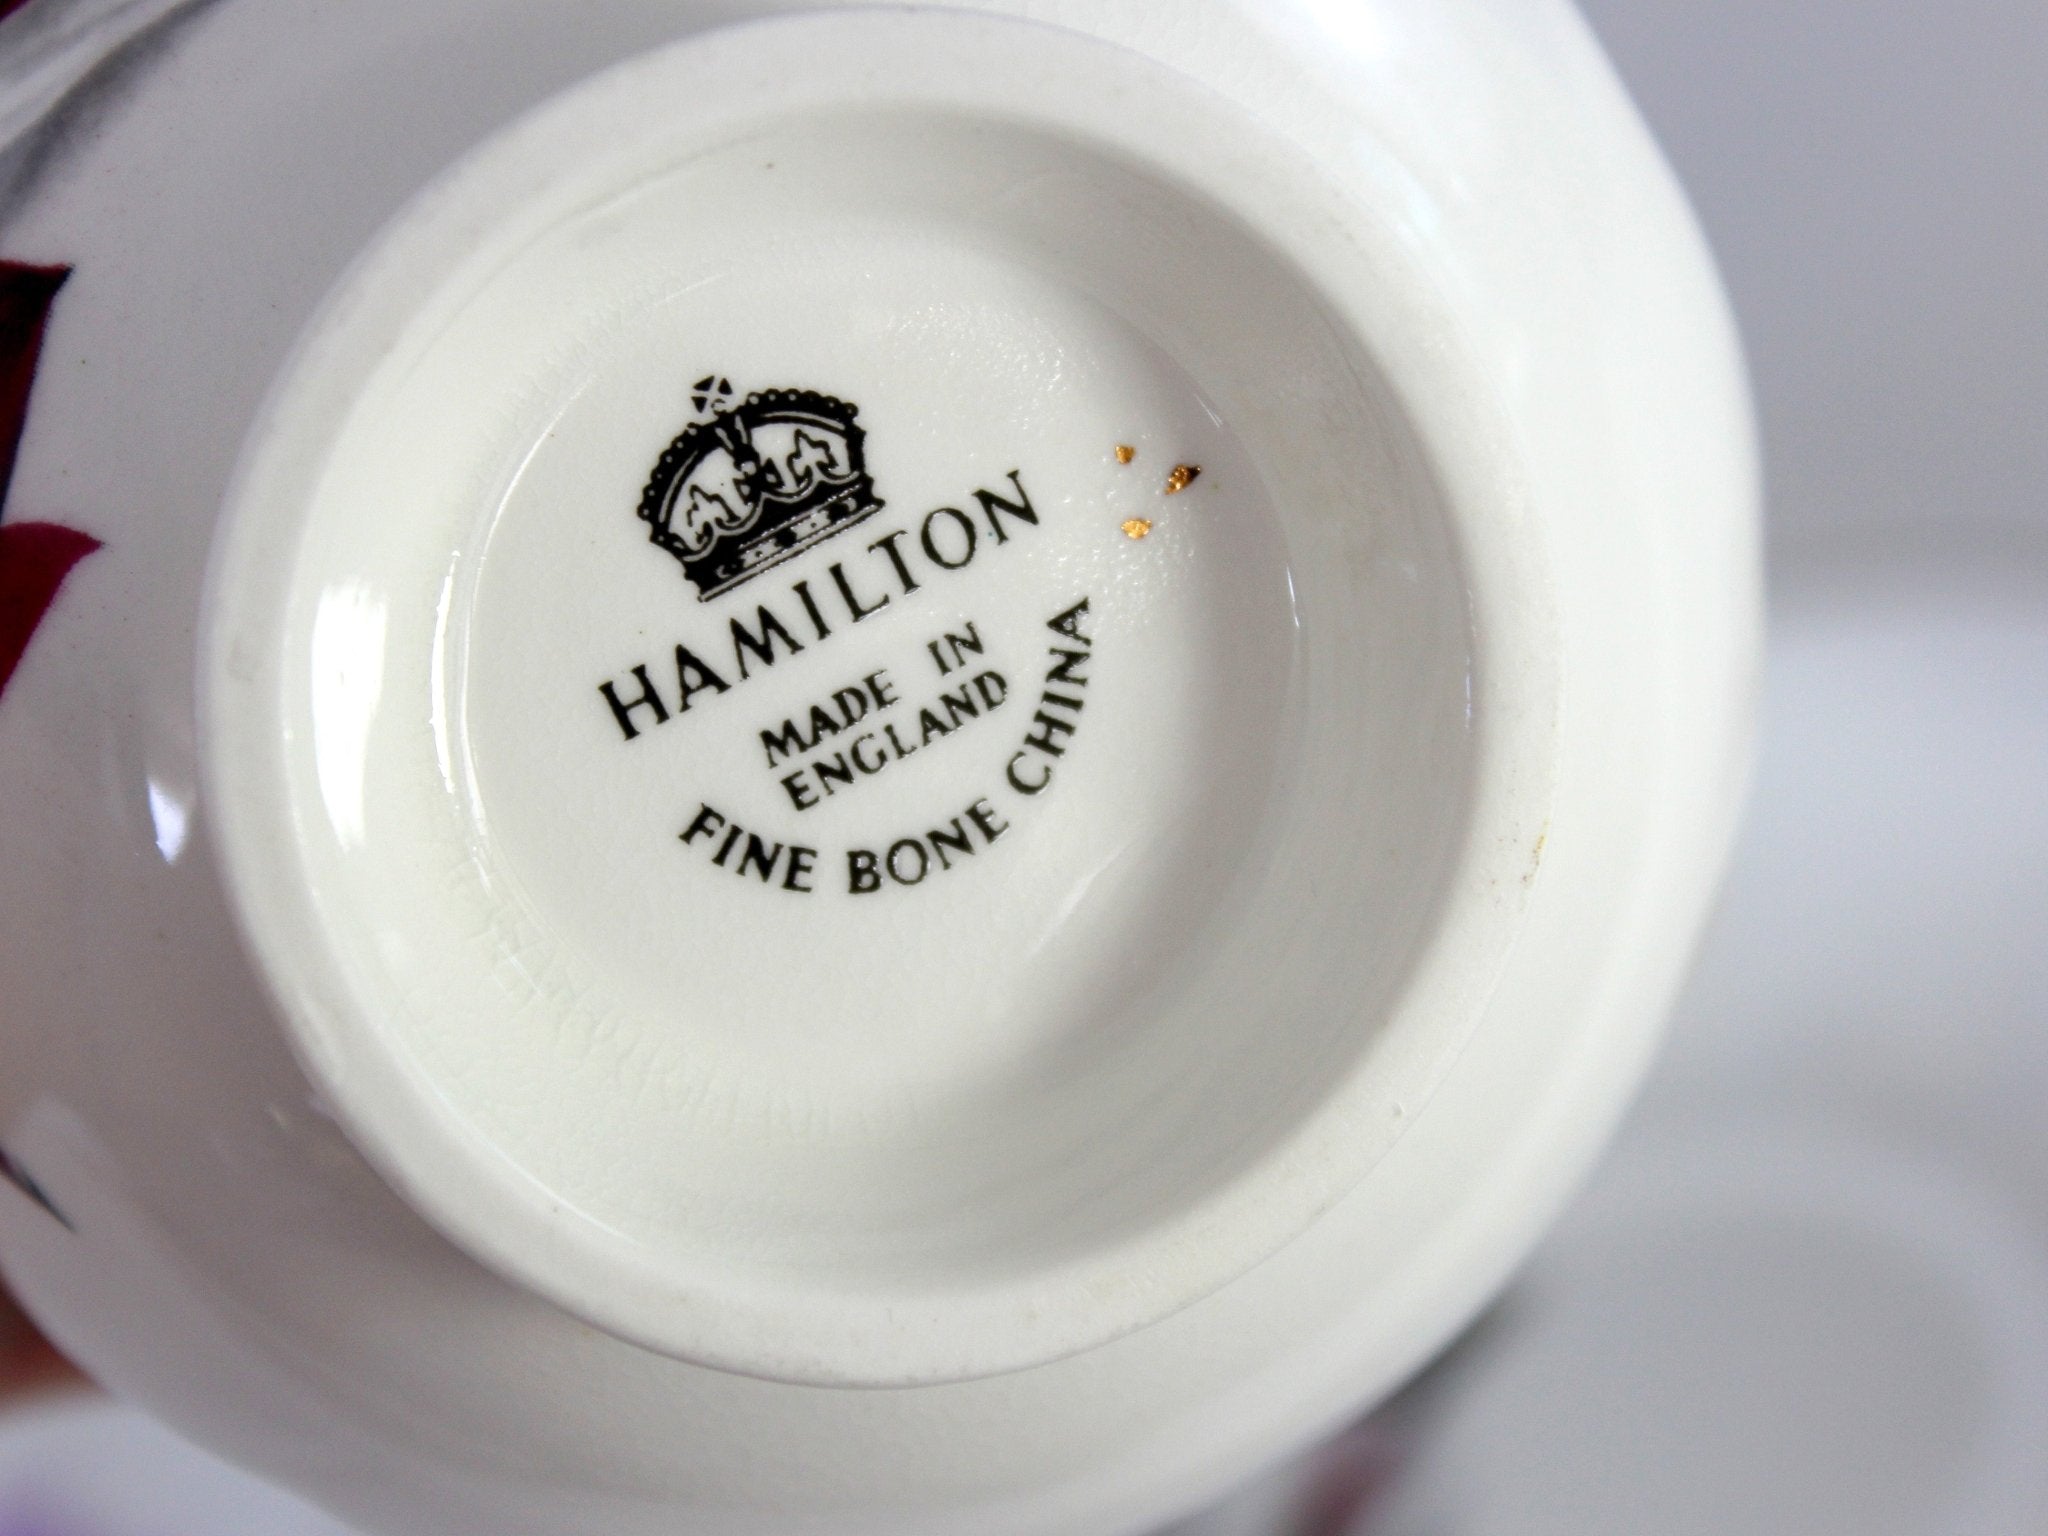 HAMILTON
MADE IN
ENGLAND
FINE BONE CHINA